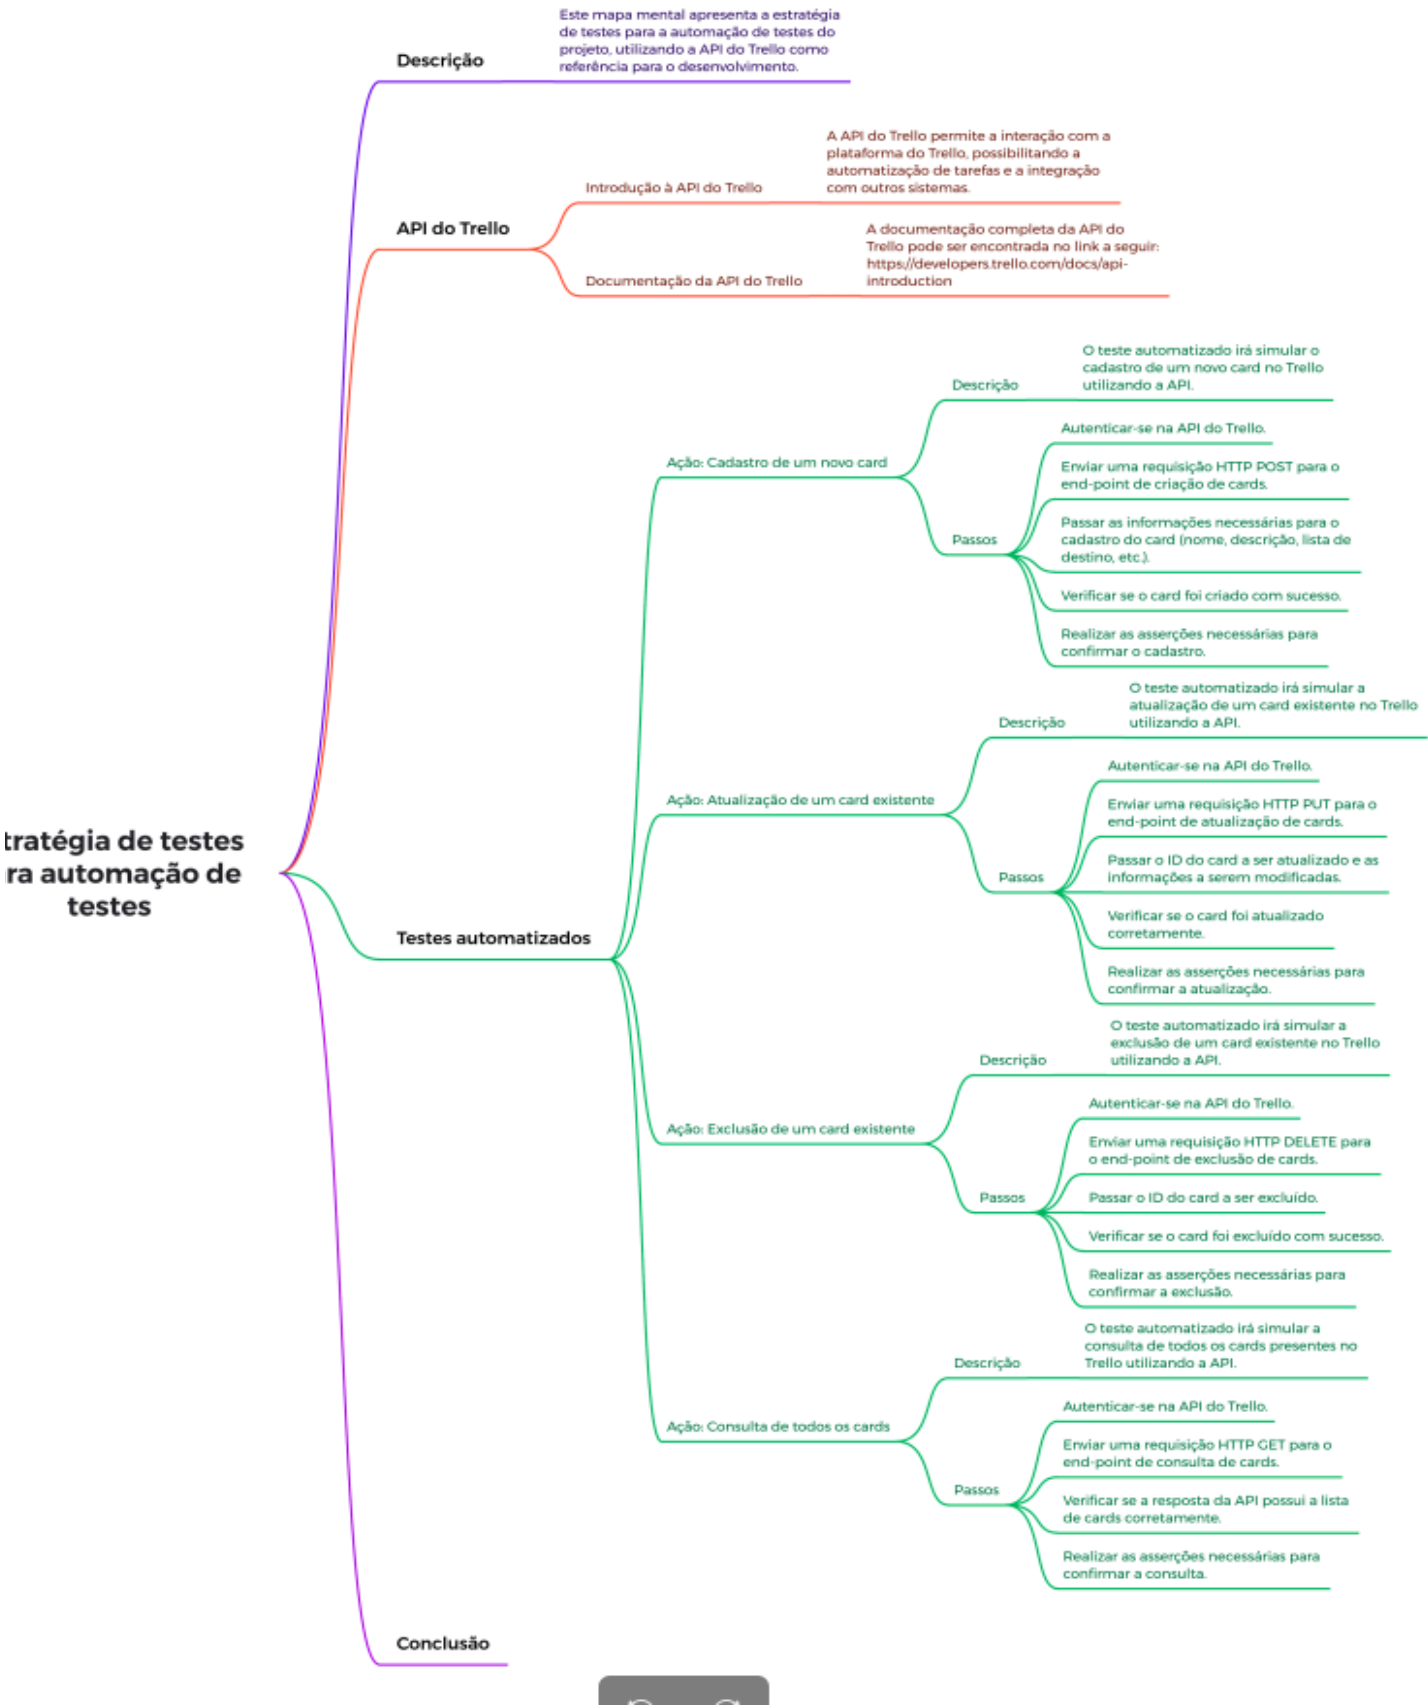 Este mapa mental apresenta a estratégia
de testes para a automação de testes do
projeto, utilizando a API do Trello como
referência para o desenvolvimento.
Descrição
A API do Trello permite a interação com a
plataforma do Trello, possibilitando a
automatização de tarefas e a integração
com outros sistemas.
Introdução à API do Trello
API do Trello
A documentação completa da API do
Trello pode ser encontrada no link a seguir:
https://developers.trello.com/docs/api-
introduction
Documentação da API do Trello
O teste automatizado irá simular o
cadastro de um novo card no Trello
utilizando a API.
Descrição
Autenticar-se na API do Trello.
Ação: Cadastro de um novo card
Enviar uma requisição HTTP POST para o
end-point de criação de cards.
Passar as informações necessárias para o
cadastro do card (nome, descrição, lista de
destino, etc.).
Passos
Verificar se o card foi criado com sucesso.
Realizar as asserções necessárias para
confirmar o cadastro.
O teste automatizado irá simular a
atualização de um card existente no Trello
utilizando a API.
Descrição
Autenticar-se na API do Trello.
Ação: Atualização de um card existente
Enviar uma requisição HTTP PUT para o
end-point de atualização de cards.
Passar o ID do card a ser atualizado e as
informações a serem modificadas.
Passos
Verificar se o card foi atualizado
corretamente.
Realizar as asserções necessárias para
confirmar a atualização.
tratégia de testes
ra automação de
testes
Testes automatizados
O teste automatizado irá simular a
exclusão de um card existente no Trello
utilizando a API.
Descrição
Autenticar-se na API do Trello.
Ação: Exclusão de um card existente
Enviar uma requisição HTTP DELETE para
o end-point de exclusão de cards.
Passos
Passar o ID do card a ser excluído.
Verificar se o card foi excluído com sucesso.
Realizar as asserções necessárias para
confirmar a exclusão.
O teste automatizado irá simular a
consulta de todos os cards presentes no
Trello utilizando a API.
Descrição
Autenticar-se na API do Trello.
Ação: Consulta de todos os cards
Enviar uma requisição HTTP GET para o
end-point de consulta de cards.
Passos
Verificar se a resposta da API possui a lista
de cards corretamente.
Realizar as asserções necessárias para
confirmar a consulta.
Conclusão